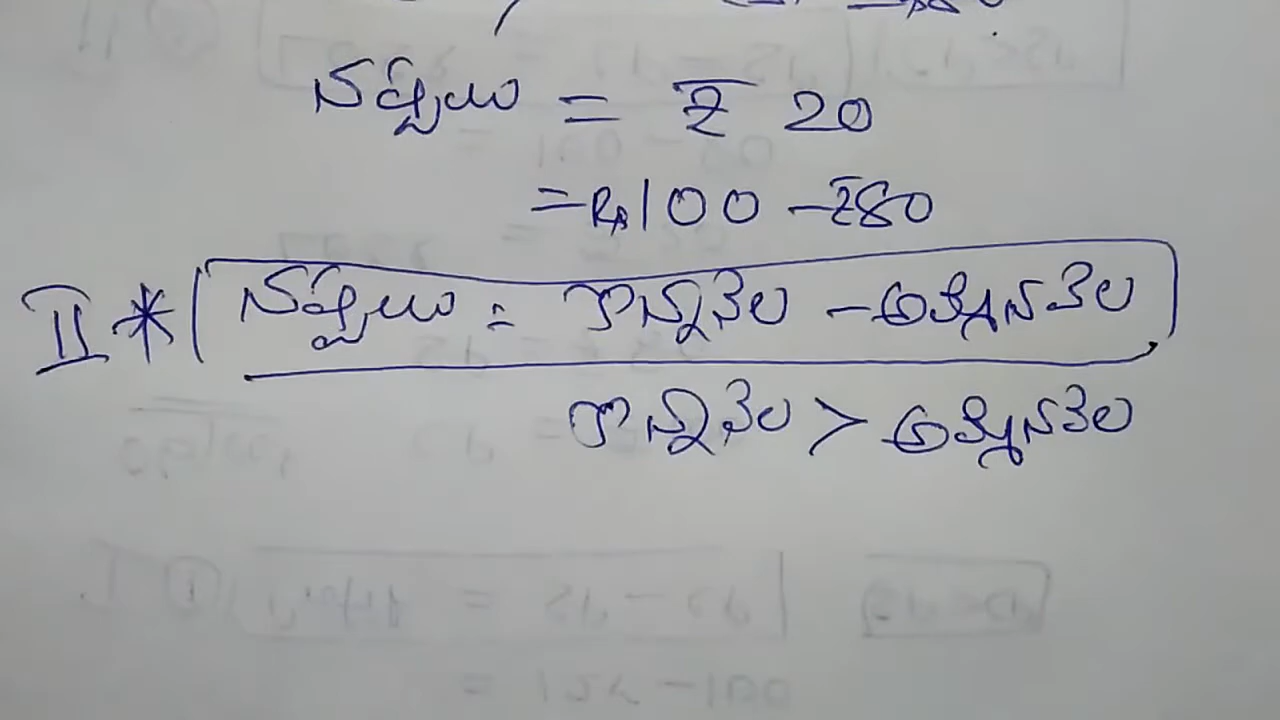 నష్టము = ₹ 20
= Rs 100 - ₹80
II * నష్టము = కొన్నవెల - అమ్మినవెల
కొన్నవెల > అమ్మినవెల